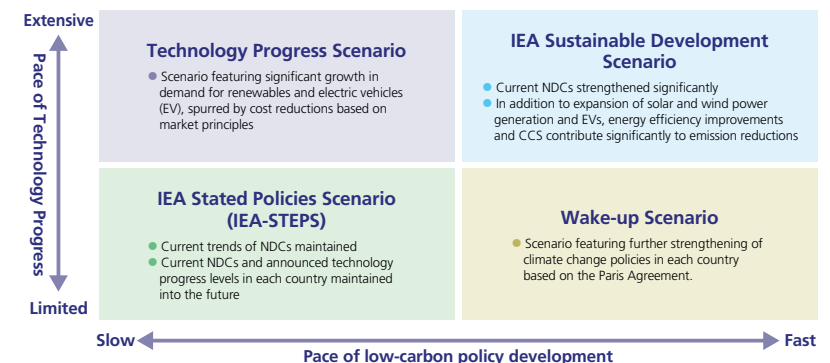 Extensive
Pace of Technology Progress
Limited
Technology Progress Scenario
● Scenario featuring significant growth in
demand for renewables and electric vehicles
(EV), spurred by cost reductions based on
market principles
IEA Sustainable Development
Scenario
● Current NDCs strengthened significantly
● In addition to expansion of solar and wind power
generation and EVs, energy efficiency improvements
and CCS contribute significantly to emission reductions
IEA Stated Policies Scenario
(IEA-STEPS)
● Current trends of NDCs maintained
● Current NDCs and announced technology
progress levels in each country maintained
into the future
Wake-up Scenario
● Scenario featuring further strengthening of
climate change policies in each country
based on the Paris Agreement.
Slow
Fast
Pace of low-carbon policy development